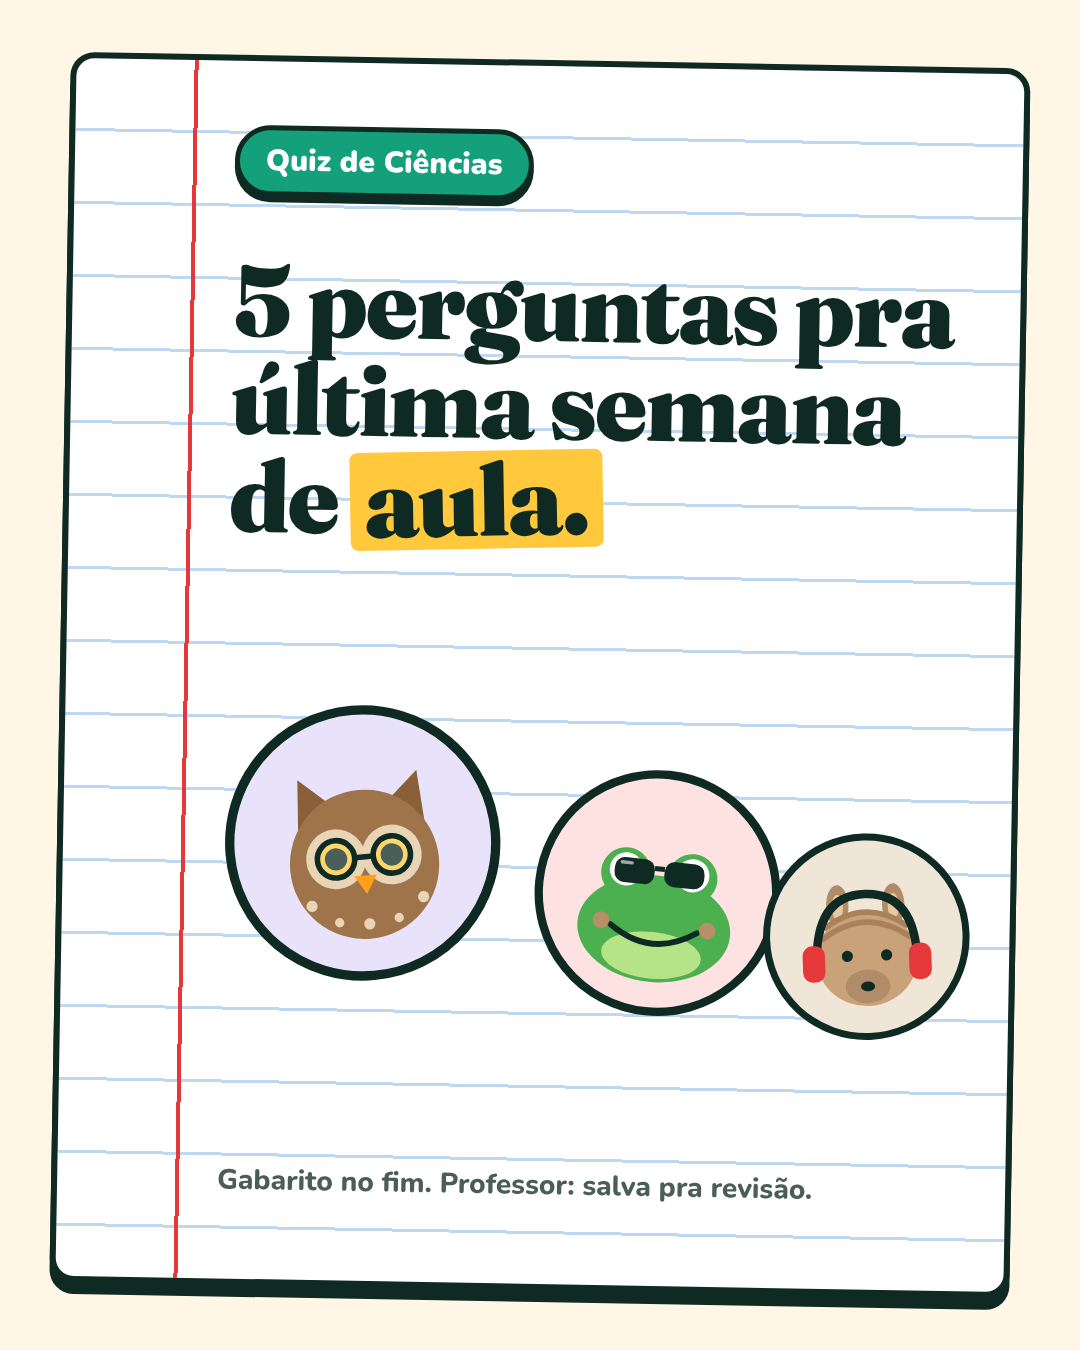 Quiz de Ciências
5 perguntas pra
última semana
de aula.
Gabarito no fim. Professor: salva pra revisão.